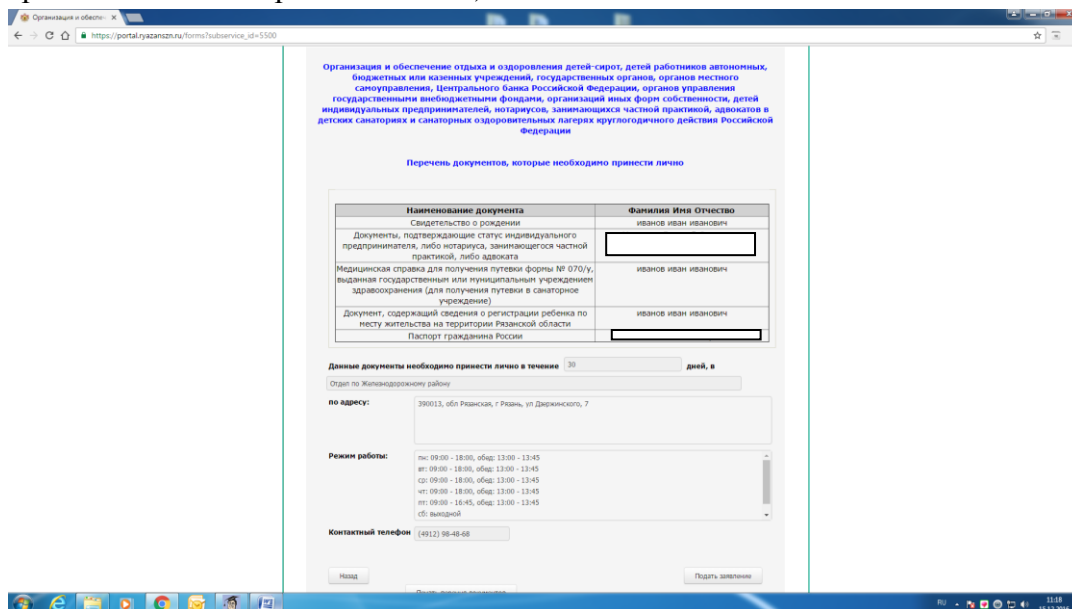 Организация и обеспе-
https://portal.ryazanszn.ru/forms?subservice_id=5500
Организация и обеспечение отдыха и оздоровления детей-сирот, детей работников автономных,
бюджетных или казенных учреждений, государственных органов, органов местного
самоуправления, Центрального банка Российской Федерации, органов управления
государственными внебюджетными фондами, организаций иных форм собственности, детей
индивидуальных предпринимателей, нотариусов, занимающихся частной практикой, адвокатов в
детских санаториях и санаторных оздоровительных лагерях круглогодичного действия Российской
Федерации
Перечень документов, которые необходимо принести лично
Наименование документа Фамилия Имя Отчество
Свидетельство о рождении иванов иван иванович
Документы, подтверждающие статус индивидуального
предпринимателя, либо нотариуса, занимающегося частной
практикой, либо адвоката
Медицинская справка для получения путевки формы № 070/у, иванов иван иванович
выданная государственным или муниципальным учреждением
здравоохранения (для получения путевки в санаторное
учреждение)
Документ, содержащий сведения о регистрации ребенка по иванов иван иванович
месту жительства на территории Рязанской области
Паспорт гражданина России
Данные документы необходимо принести лично в течение 30 дней, в
Отдел по Железнодорожному району
по адресу: 390013, обл Рязанская, г Рязань, ул Дзержинского, 7
Режим работы: пн: 09:00 - 18:00, обед: 13:00 - 13:45
вт: 09:00 - 18:00, обед: 13:00 - 13:45
ср: 09:00 - 18:00, обед: 13:00 - 13:45
чт: 09:00 - 18:00, обед: 13:00 - 13:45
пт: 09:00 - 16:45, обед: 13:00 - 13:45
сб: выходной
Контактный телефон (4912) 98-48-68
Назад Подать заявление
RU 11:18